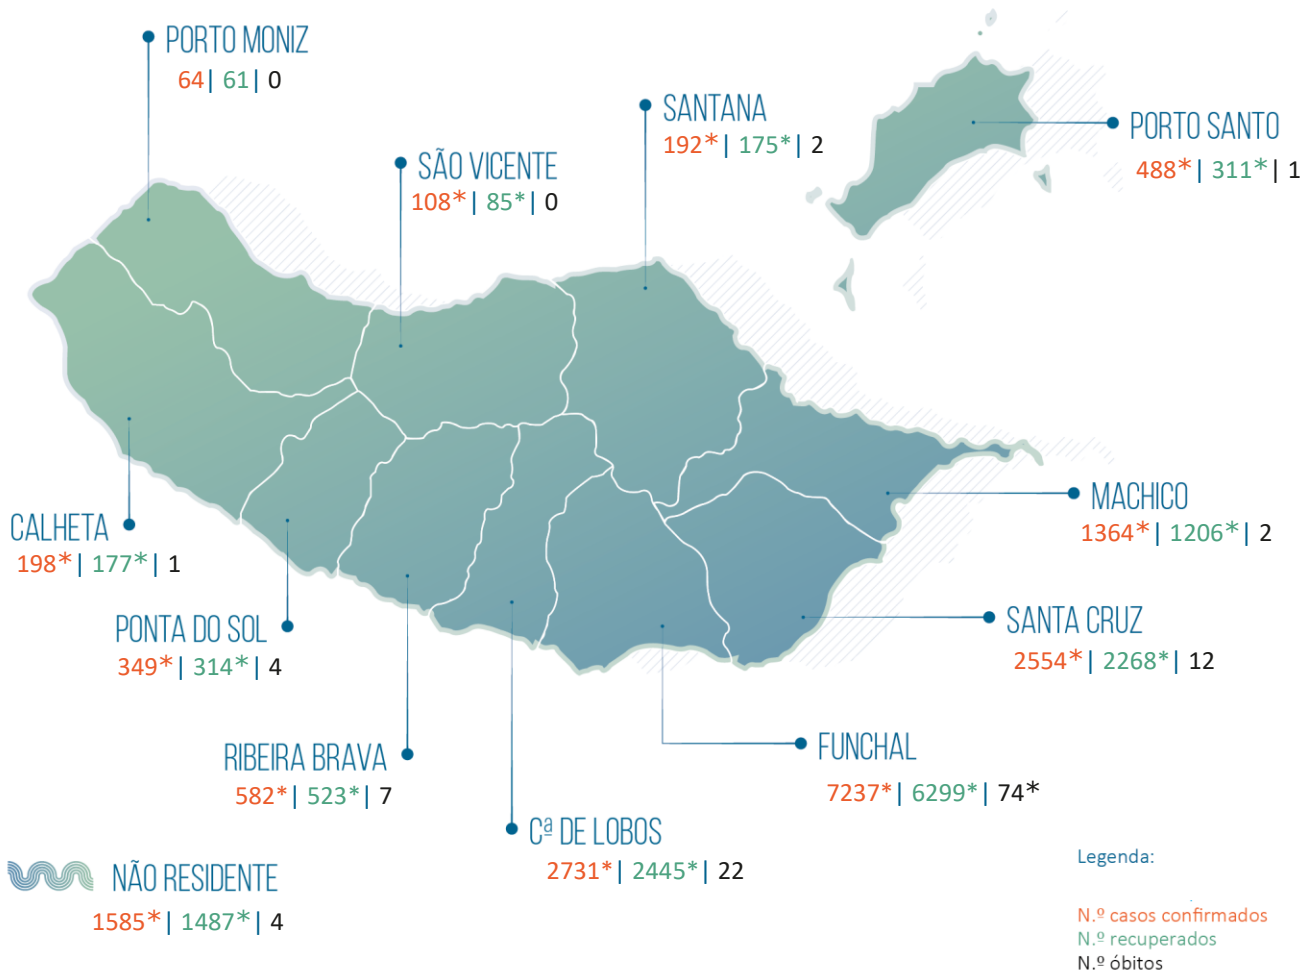 PORTO MONIZ
64| 61| 0
SANTANA
192*| 175*| 2
PORTO SANTO
488*| 311*| 1
SÃO VICENTE
108*| 85*| 0
MACHICO
1364*| 1206*| 2
CALHETA
198*| 177*| 1
SANTA CRUZ
2554*| 2268*| 12
PONTA DO SOL
349*| 314*| 4
RIBEIRA BRAVA
582*| 523*| 7
FUNCHAL
7237*| 6299*| 74*
Cª DE LOBOS
2731*| 2445*| 22
NÃO RESIDENTE
1585*| 1487*| 4
Legenda:
N.º casos confirmados
N.º recuperados
N.º óbitos